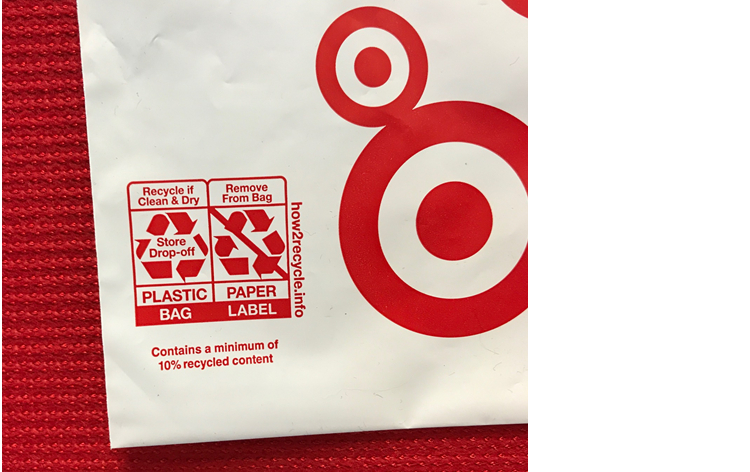 Recycle if
Clean & Dry
Store
Drop-off
PLASTIC
BAG
Remove
From Bag
PAPER
LABEL
how2recycle.info
Contains a minimum of
10% recycled content